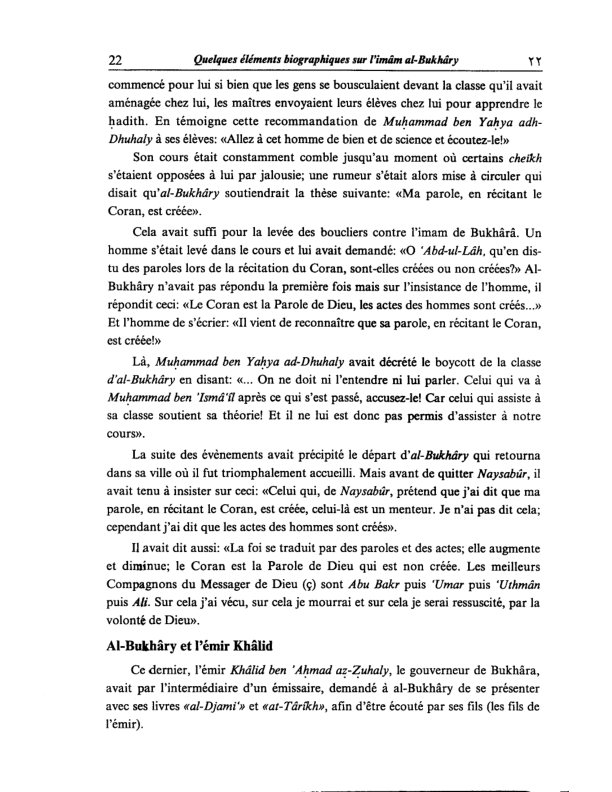 22 Quelques éléments biographiques sur l'imâm al-Bukhâry ٢٢
commencé pour lui si bien que les gens se bousculaient devant la classe qu'il avait
aménagée chez lui, les maîtres envoyaient leurs élèves chez lui pour apprendre le
ḥadith. En témoigne cette recommandation de Muḥammad ben Yaḥya adh-
Dhuhaly à ses élèves: «Allez à cet homme de bien et de science et écoutez-le!»
Son cours était constamment comble jusqu'au moment où certains cheikh
s'étaient opposées à lui par jalousie; une rumeur s'était alors mise à circuler qui
disait qu'al-Bukhâry soutiendrait la thèse suivante: «Ma parole, en récitant le
Coran, est créée».
Cela avait suffi pour la levée des boucliers contre l'imam de Bukhârâ. Un
homme s'était levé dans le cours et lui avait demandé: «O 'Abd-ul-Lâh, qu'en dis-
tu des paroles lors de la récitation du Coran, sont-elles créées ou non créées?» Al-
Bukhâry n'avait pas répondu la première fois mais sur l'insistance de l'homme, il
répondit ceci: «Le Coran est la Parole de Dieu, les actes des hommes sont créés...»
Et l'homme de s'écrier: «Il vient de reconnaître que sa parole, en récitant le Coran,
est créée!»
Là, Muḥammad ben Yaḥya ad-Dhuhaly avait décrété le boycott de la classe
d'al-Bukhâry en disant: «... On ne doit ni l'entendre ni lui parler. Celui qui va à
Muḥammad ben 'Ismâ'îl après ce qui s'est passé, accusez-le! Car celui qui assiste à
sa classe soutient sa théorie! Et il ne lui est donc pas permis d'assister à notre
cours».
La suite des évènements avait précipité le départ d'al-Bukhâry qui retourna
dans sa ville où il fut triomphalement accueilli. Mais avant de quitter Naysabûr, il
avait tenu à insister sur ceci: «Celui qui, de Naysabûr, prétend que j'ai dit que ma
parole, en récitant le Coran, est créée, celui-là est un menteur. Je n'ai pas dit cela;
cependant j'ai dit que les actes des hommes sont créés».
Il avait dit aussi: «La foi se traduit par des paroles et des actes; elle augmente
et diminue; le Coran est la Parole de Dieu qui est non créée. Les meilleurs
Compagnons du Messager de Dieu (ç) sont Abu Bakr puis 'Umar puis 'Uthmân
puis Ali. Sur cela j'ai vécu, sur cela je mourrai et sur cela je serai ressuscité, par la
volonté de Dieu».
Al-Bukhâry et l'émir Khâlid
Ce dernier, l'émir Khâlid ben 'Aḥmad aẓ-Ẓuhaly, le gouverneur de Bukhâra,
avait par l'intermédiaire d'un émissaire, demandé à al-Bukhâry de se présenter
avec ses livres «al-Djami'» et «at-Târîkh», afin d'être écouté par ses fils (les fils de
l'émir).